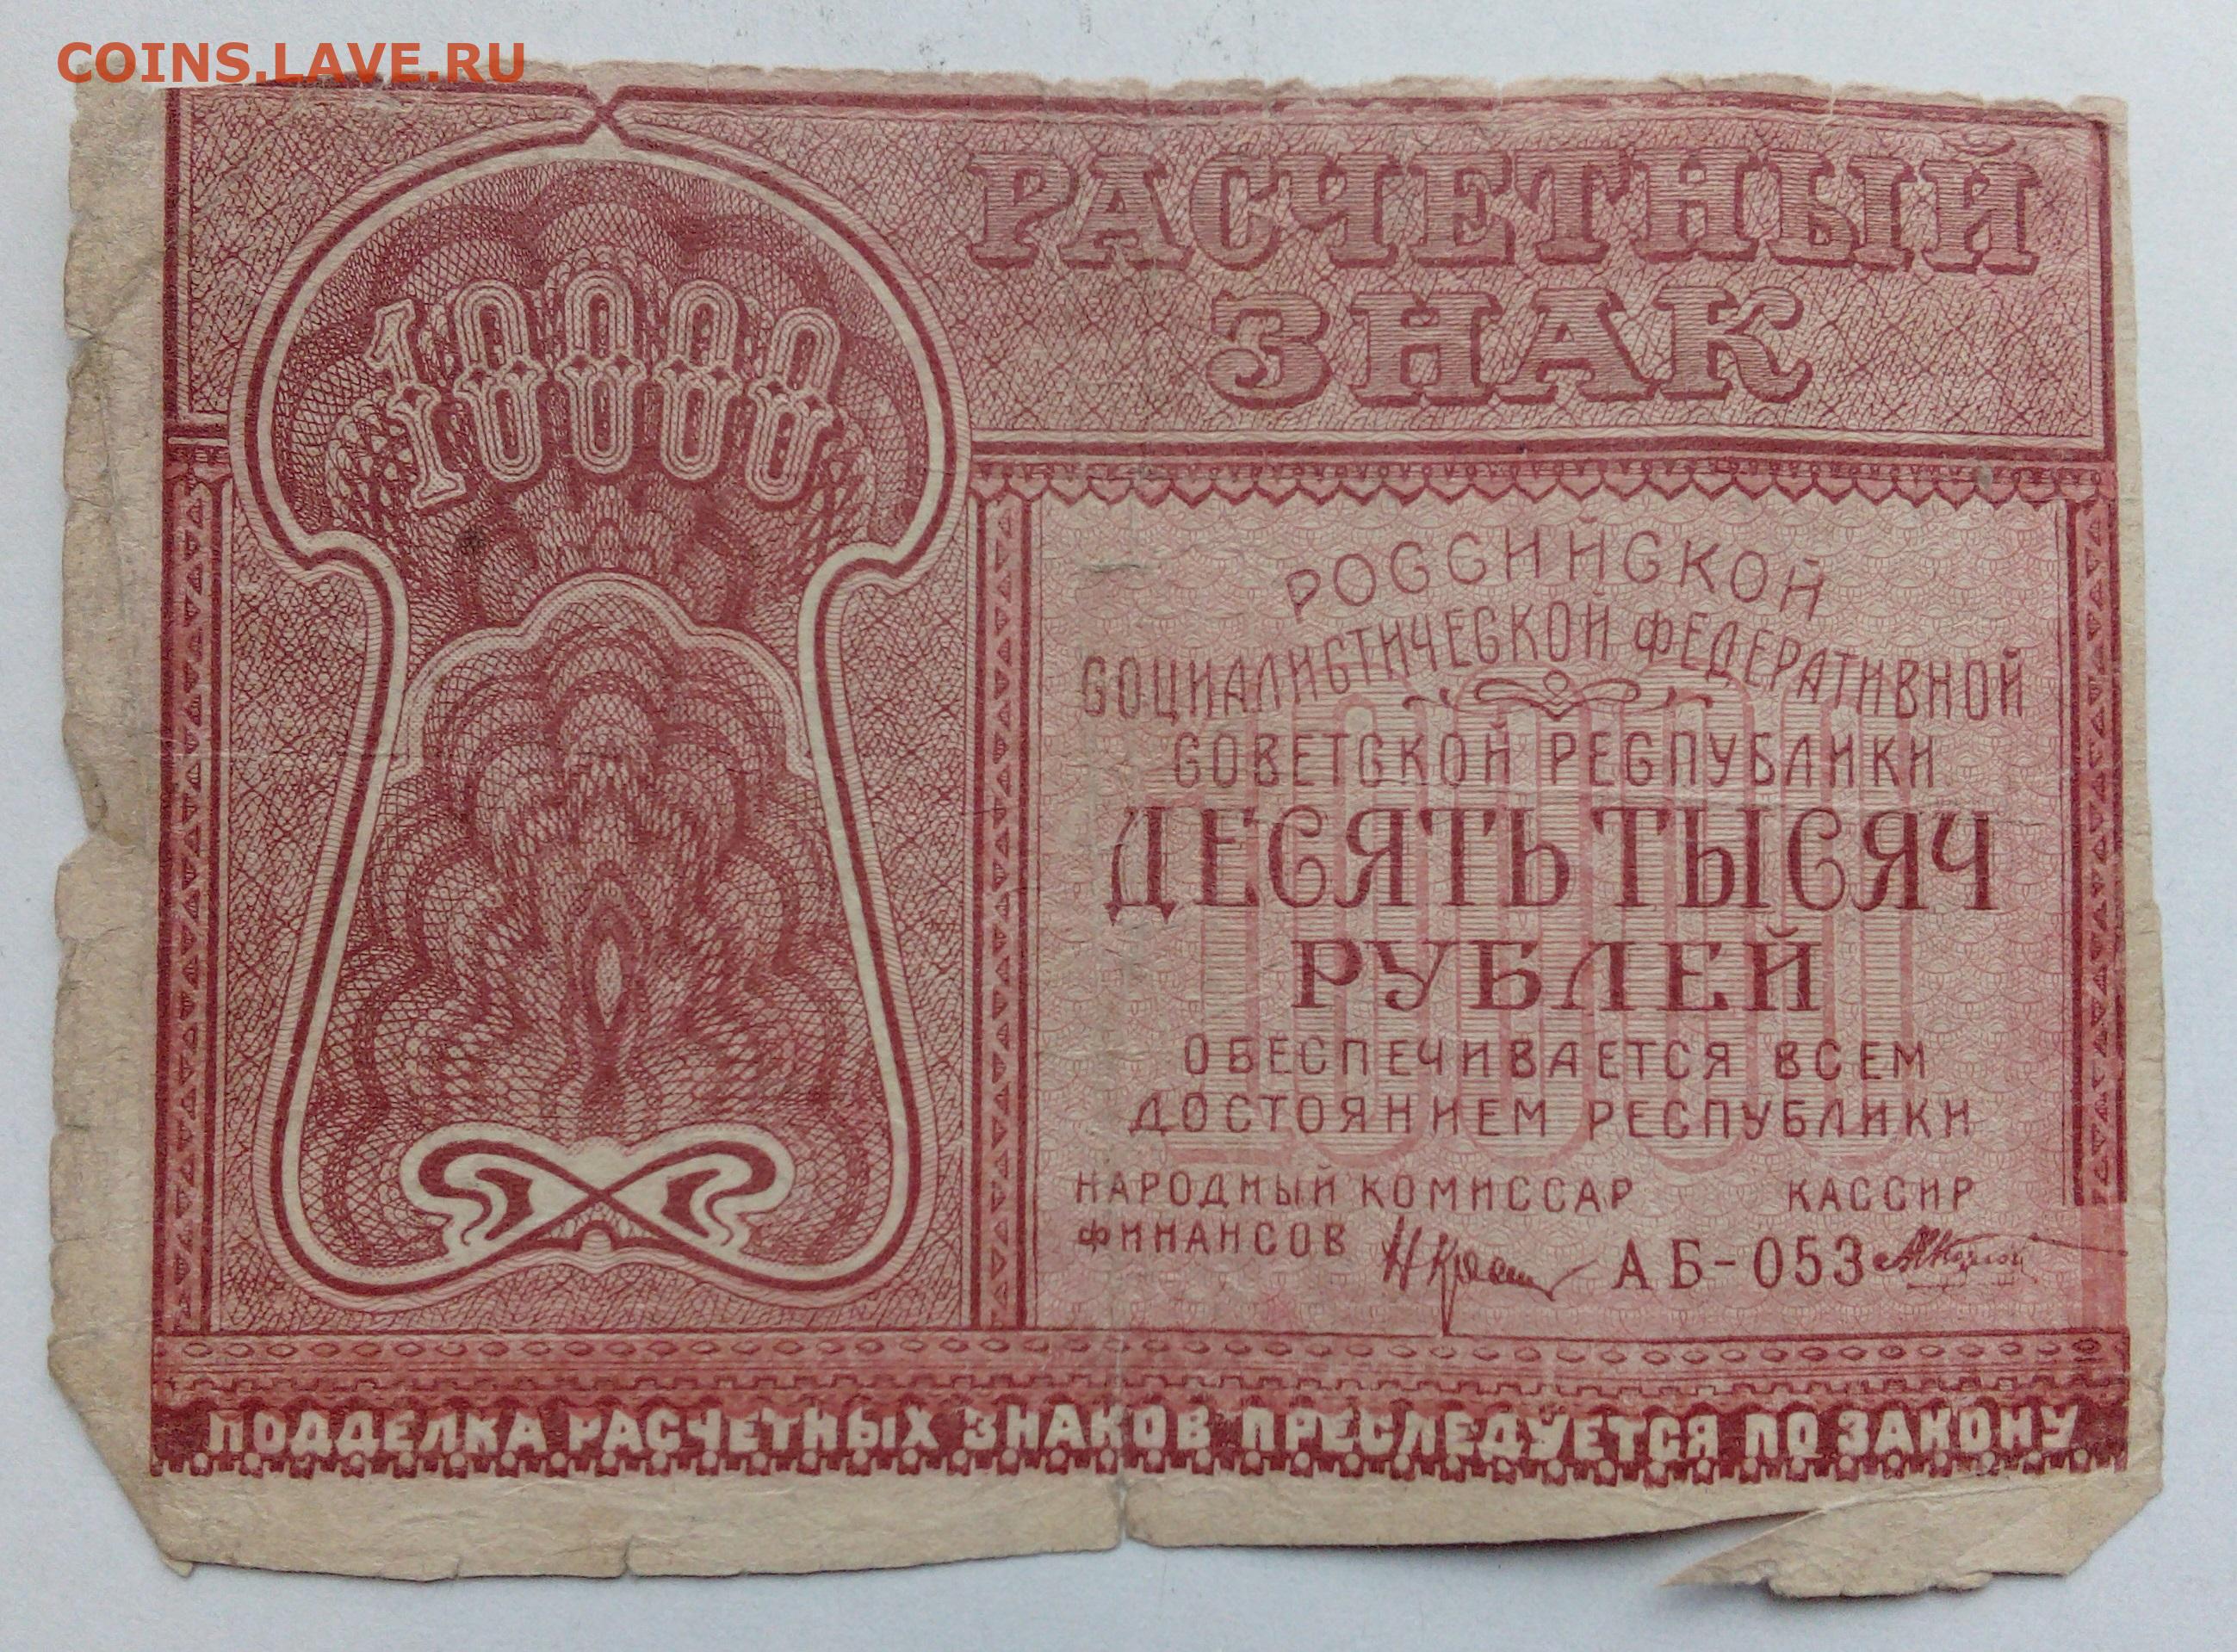 COINS.LAVE.RU
РАСЧЕТНЫЙ
ЗНАК
10000
10000
РОССИЙСКОЙ
СОЦИАЛИСТИЧЕСКОЙ ФЕДЕРАТИВНОЙ
СОВЕТСКОЙ РЕСПУБЛИКИ
ДЕСЯТЬ ТЫСЯЧ
РУБЛЕЙ
ОБЕСПЕЧИВАЕТСЯ ВСЕМ
ДОСТОЯНИЕМ РЕСПУБЛИКИ
НАРОДНЫЙ КОМИССАР КАССИР
ФИНАНСОВ АБ-053
ПОДДЕЛКА РАСЧЕТНЫХ ЗНАКОВ ПРЕСЛЕДУЕТСЯ ПО ЗАКОНУ